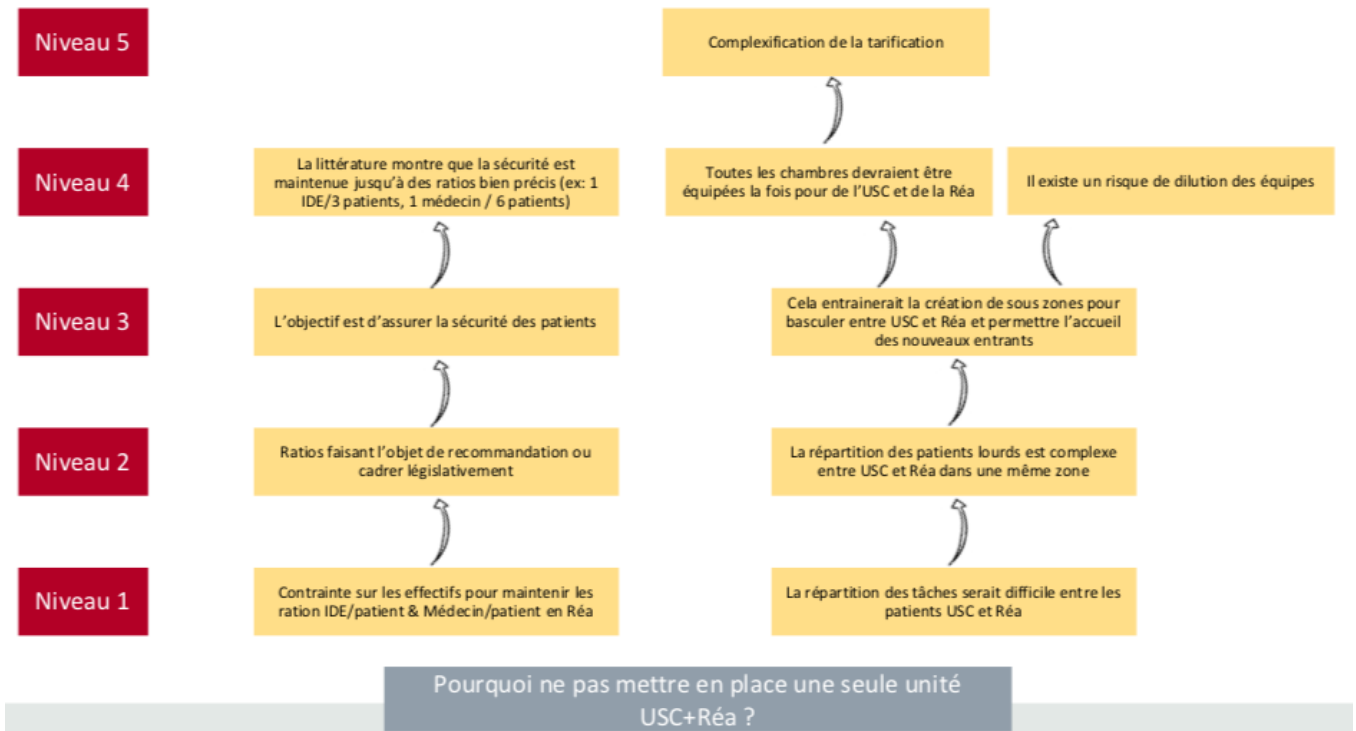 Niveau 5
Complexification de la tarification
Niveau 4
La littérature montre que la sécurité est
maintenue jusqu'à des ratios bien précis (ex: 1
IDE/3 patients, 1 médecin / 6 patients)
Toutes les chambres devraient être
équipées la fois pour de l'USC et de la Réa
Il existe un risque de dilution des équipes
Niveau 3
L'objectif est d'assurer la sécurité des patients
Cela entrainerait la création de sous zones pour
basculer entre USC et Réa et permettre l'accueil
des nouveaux entrants
Niveau 2
Ratios faisant l'objet de recommandation ou
cadrer législativement
La répartition des patients lourds est complexe
entre USC et Réa dans une même zone
Niveau 1
Contrainte sur les effectifs pour maintenir les
ration IDE/patient & Médecin/patient en Réa
La répartition des tâches serait difficile entre les
patients USC et Réa
Pourquoi ne pas mettre en place une seule unité
USC+Réa ?